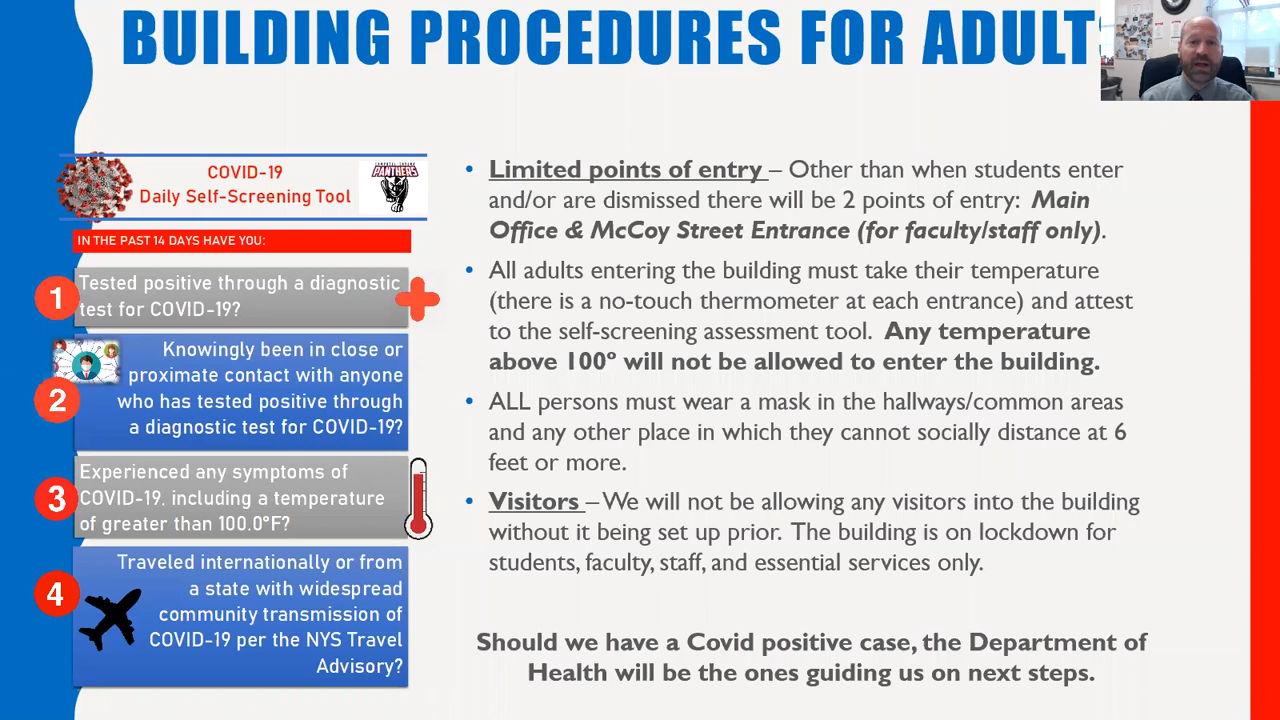 BUILDING PROCEDURES FOR ADULT
COVID-19
Daily Self-Screening Tool
PANTHERS
IN THE PAST 14 DAYS HAVE YOU:
1
Tested positive through a diagnostic
test for COVID-19?
2
Knowingly been in close or
proximate contact with anyone
who has tested positive through
a diagnostic test for COVID-19?
3
Experienced any symptoms of
COVID-19, including a temperature
of greater than 100.0°F?
4
Traveled internationally or from
a state with widespread
community transmission of
COVID-19 per the NYS Travel
Advisory?
• Limited points of entry – Other than when students enter
and/or are dismissed there will be 2 points of entry: Main
Office & McCoy Street Entrance (for faculty/staff only).
• All adults entering the building must take their temperature
(there is a no-touch thermometer at each entrance) and attest
to the self-screening assessment tool. Any temperature
above 100º will not be allowed to enter the building.
• ALL persons must wear a mask in the hallways/common areas
and any other place in which they cannot socially distance at 6
feet or more.
• Visitors – We will not be allowing any visitors into the building
without it being set up prior. The building is on lockdown for
students, faculty, staff, and essential services only.
Should we have a Covid positive case, the Department of
Health will be the ones guiding us on next steps.